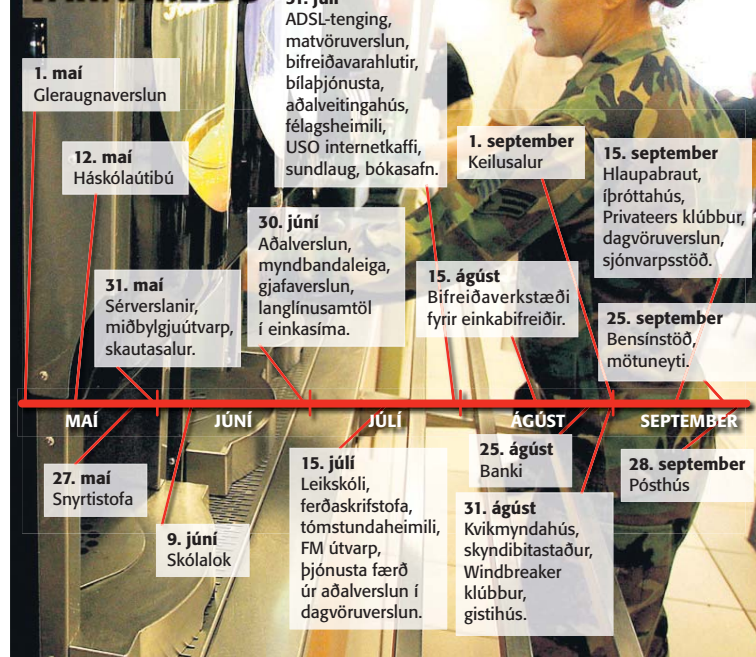 1. maí
Gleraugnaverslun
12. maí
Háskólaútibú
31. maí
Sérverslanir,
miðbylgjuútvarp,
skautasalur.
30. júní
Aðalverslun,
myndbandaleiga,
gjafaverslun,
langlínusamtöl
í einkasíma.
31. júlí
ADSL-tenging,
matvöruverslun,
bifreiðavarahlutir,
bílaþjónusta,
aðalveitingahús,
félagsheimili,
USO internetkaffi,
sundlaug, bókasafn.
15. ágúst
Bifreiðaverkstæði
fyrir einkabifreiðir.
1. september
Keilusalur
15. september
Hlaupabraut,
íþróttahús,
Privateers klúbbur,
dagvöruverslun,
sjónvarpsstöð.
25. september
Bensínstöð,
mötuneyti.
MAÍ JÚNÍ JÚLÍ ÁGÚST SEPTEMBER
27. maí
Snyrtistofa
9. júní
Skólalok
15. júlí
Leikskóli,
ferðaskrifstofa,
tómstundaheimili,
FM útvarp,
þjónusta færð
úr aðalverslun í
dagvöruverslun.
25. ágúst
Banki
31. ágúst
Kvikmyndahús,
skyndibitastaður,
Windbreaker
klúbbur,
gistihús.
28. september
Pósthús